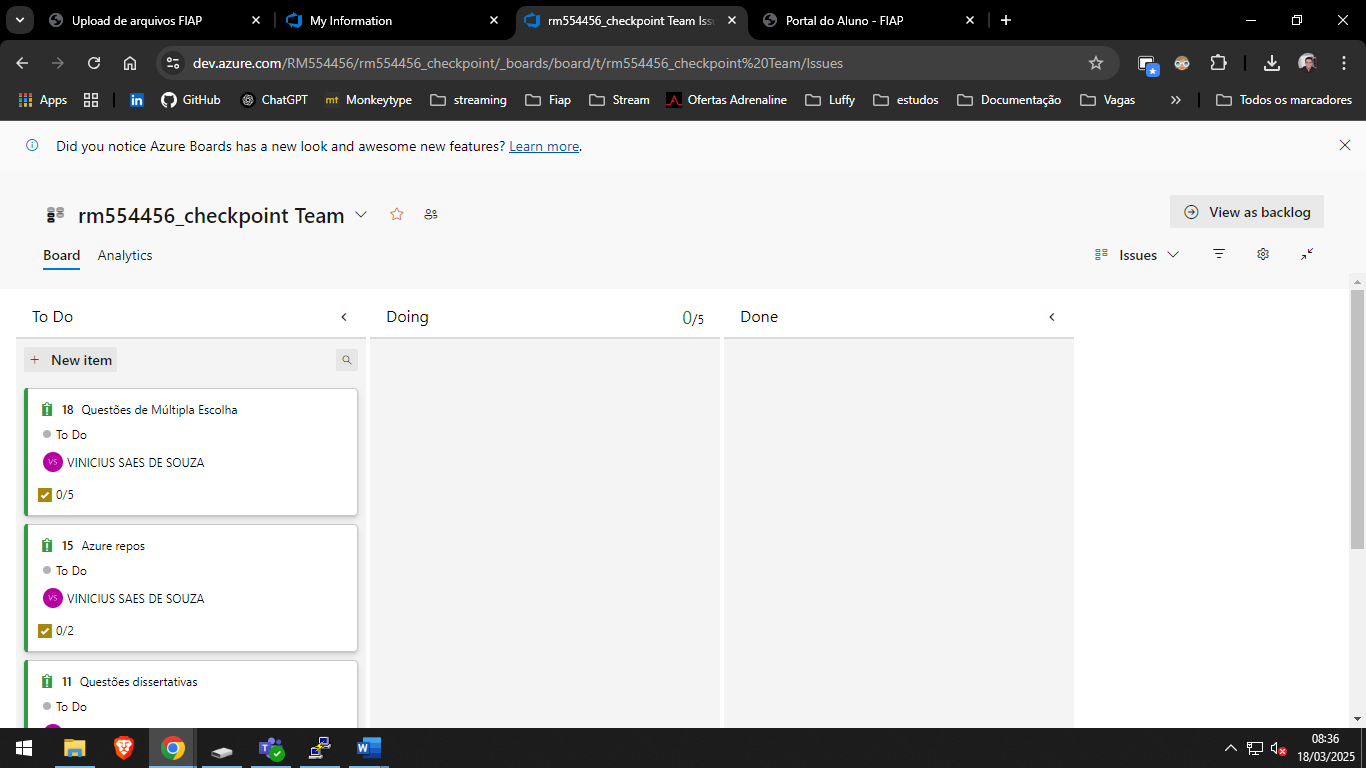 Upload de arquivos FIAP
My Information
rm554456_checkpoint Team Iss
Portal do Aluno - FIAP
dev.azure.com/RM554456/rm554456_checkpoint/_boards/board/t/rm554456_checkpoint%20Team/Issues
Apps
GitHub
ChatGPT
mt Monkeytype
streaming
Fiap
Stream
Ofertas Adrenaline
Luffy
estudos
Documentação
Vagas
Todos os marcadores
Did you notice Azure Boards has a new look and awesome new features? Learn more.
rm554456_checkpoint Team
View as backlog
Board
Analytics
Issues
To Do
Doing
0/5
Done
New item
18 Questões de Múltipla Escolha
To Do
VS VINICIUS SAES DE SOUZA
0/5
15 Azure repos
To Do
VS VINICIUS SAES DE SOUZA
0/2
11 Questões dissertativas
To Do
08:36
18/03/2025